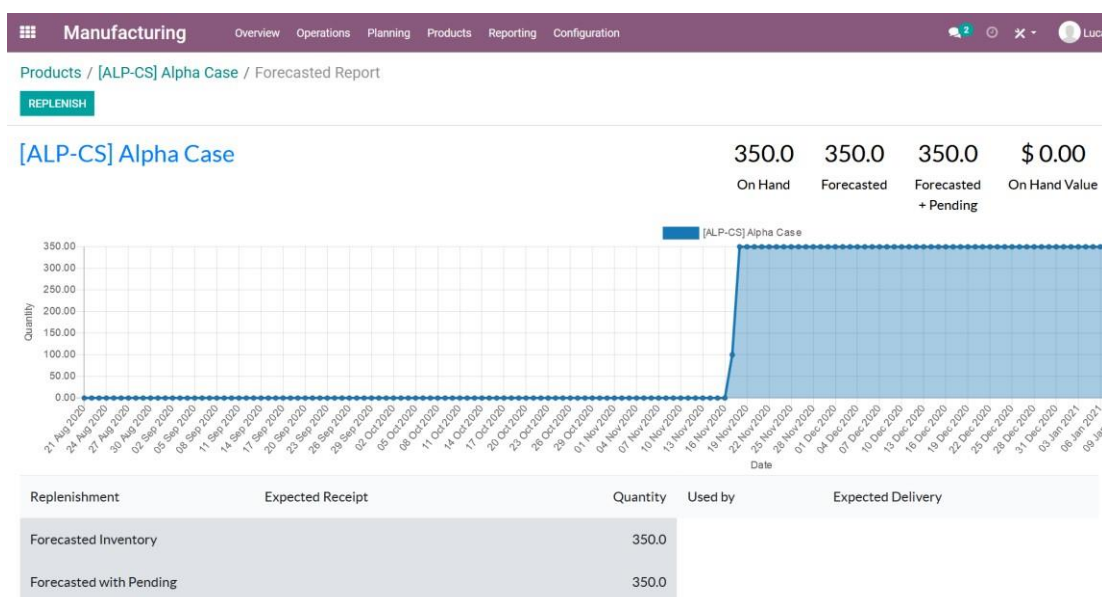 Manufacturing Overview Operations Planning Products Reporting Configuration 2 Luca
Products / [ALP-CS] Alpha Case / Forecasted Report
REPLENISH
[ALP-CS] Alpha Case
350.0 350.0 350.0 $ 0.00
On Hand Forecasted Forecasted + Pending On Hand Value
[ALP-CS] Alpha Case
Quantity
350.00
300.00
250.00
200.00
150.00
100.00
50.00
0.00
21 Aug 2020 24 Aug 2020 27 Aug 2020 30 Aug 2020 02 Sep 2020 05 Sep 2020 08 Sep 2020 11 Sep 2020 14 Sep 2020 17 Sep 2020 20 Sep 2020 23 Sep 2020 26 Sep 2020 29 Sep 2020 02 Oct 2020 05 Oct 2020 08 Oct 2020 11 Oct 2020 14 Oct 2020 17 Oct 2020 20 Oct 2020 23 Oct 2020 26 Oct 2020 29 Oct 2020 01 Nov 2020 04 Nov 2020 07 Nov 2020 10 Nov 2020 13 Nov 2020 16 Nov 2020 19 Nov 2020 22 Nov 2020 25 Nov 2020 28 Nov 2020 01 Dec 2020 04 Dec 2020 07 Dec 2020 10 Dec 2020 13 Dec 2020 16 Dec 2020 19 Dec 2020 22 Dec 2020 25 Dec 2020 28 Dec 2020 31 Dec 2020 03 Jan 2021 06 Jan 2021 09 Ja
Date
Replenishment Expected Receipt Quantity Used by Expected Delivery
Forecasted Inventory 350.0
Forecasted with Pending 350.0